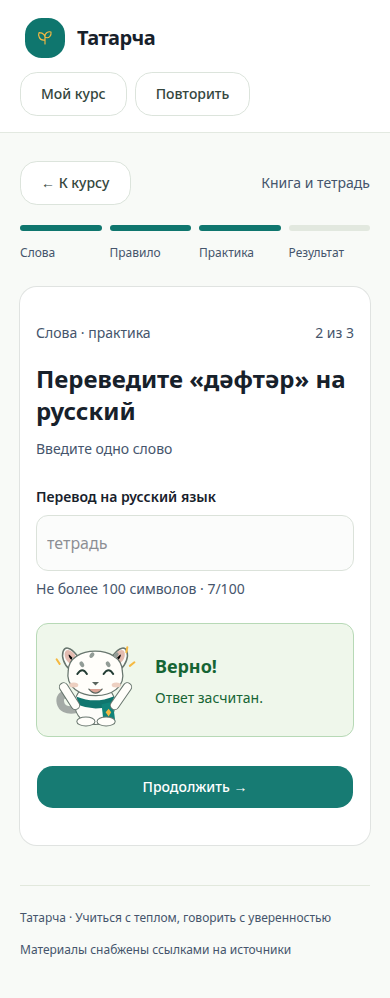 Татарча
Мой курс
Повторить
← К курсу
Книга и тетрадь
Слова
Правило
Практика
Результат
Слова · практика
2 из 3
Переведите «дәфтәр» на
русский
Введите одно слово
Перевод на русский язык
тетрадь
Не более 100 символов · 7/100
Верно!
Ответ засчитан.
Продолжить →
Татарча · Учиться с теплом, говорить с уверенностью
Материалы снабжены ссылками на источники